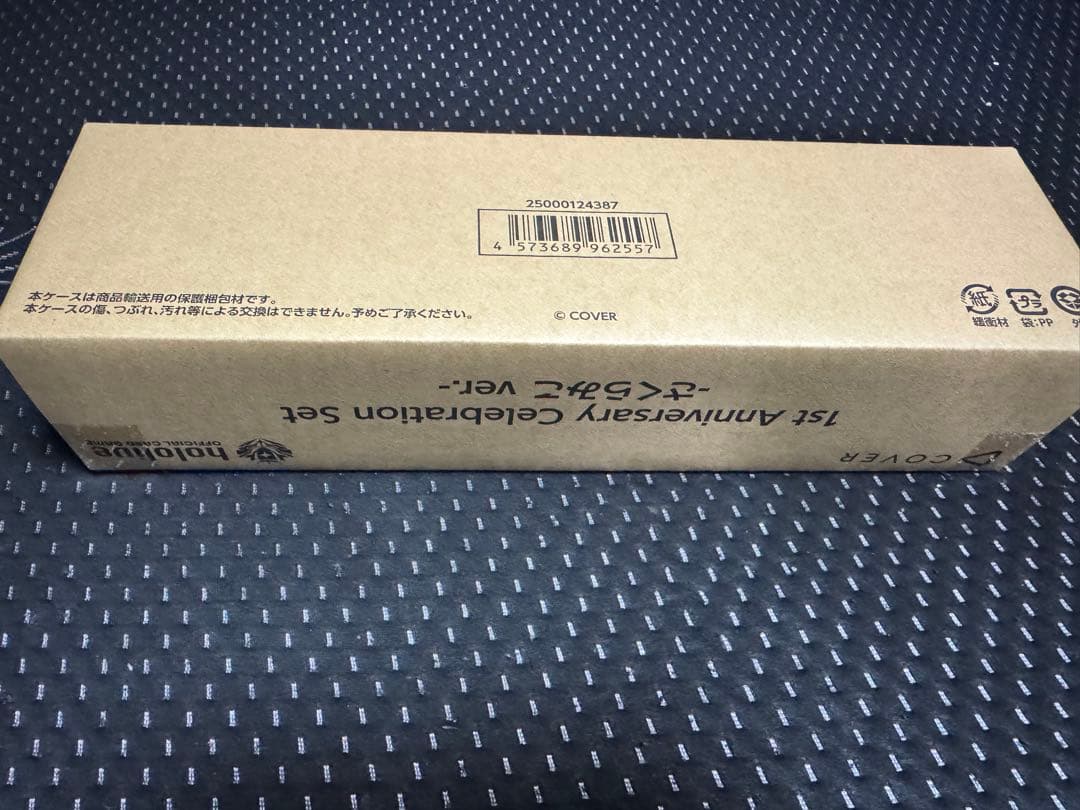 25000124387
4 573689 962557
本ケースは商品輸送用の保護梱包材です。
本ケースの傷、つぶれ、汚れ等による交換はできません。予めご了承ください。
© COVER
紙
緩衝材
プラ
袋:PP
外
COVER
1st Anniversary Celebration Set
-さくらみこ ver.-
hololive
OFFICIAL CARD GAME